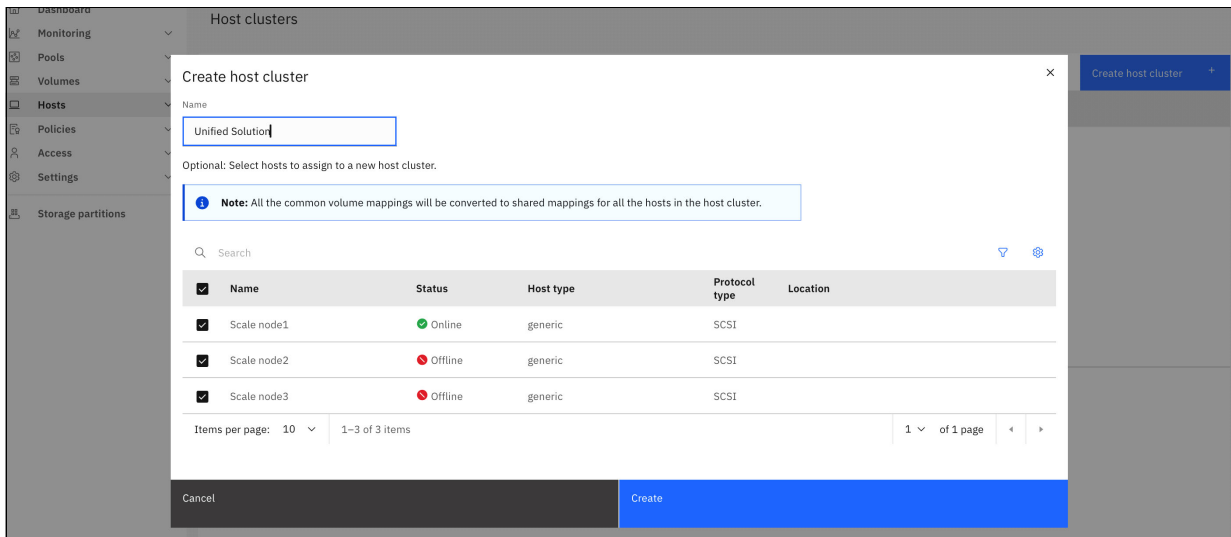 Dashboard
Host clusters
Monitoring
Pools
Volumes
Hosts
Policies
Access
Settings
Storage partitions
Create host cluster
Create host cluster +
Name
Unified Solution
Optional: Select hosts to assign to a new host cluster.
Note: All the common volume mappings will be converted to shared mappings for all the hosts in the host cluster.
Search
Name Status Host type Protocol type Location
Scale node1 Online generic SCSI
Scale node2 Offline generic SCSI
Scale node3 Offline generic SCSI
Items per page: 10 1–3 of 3 items 1 of 1 page
Cancel Create